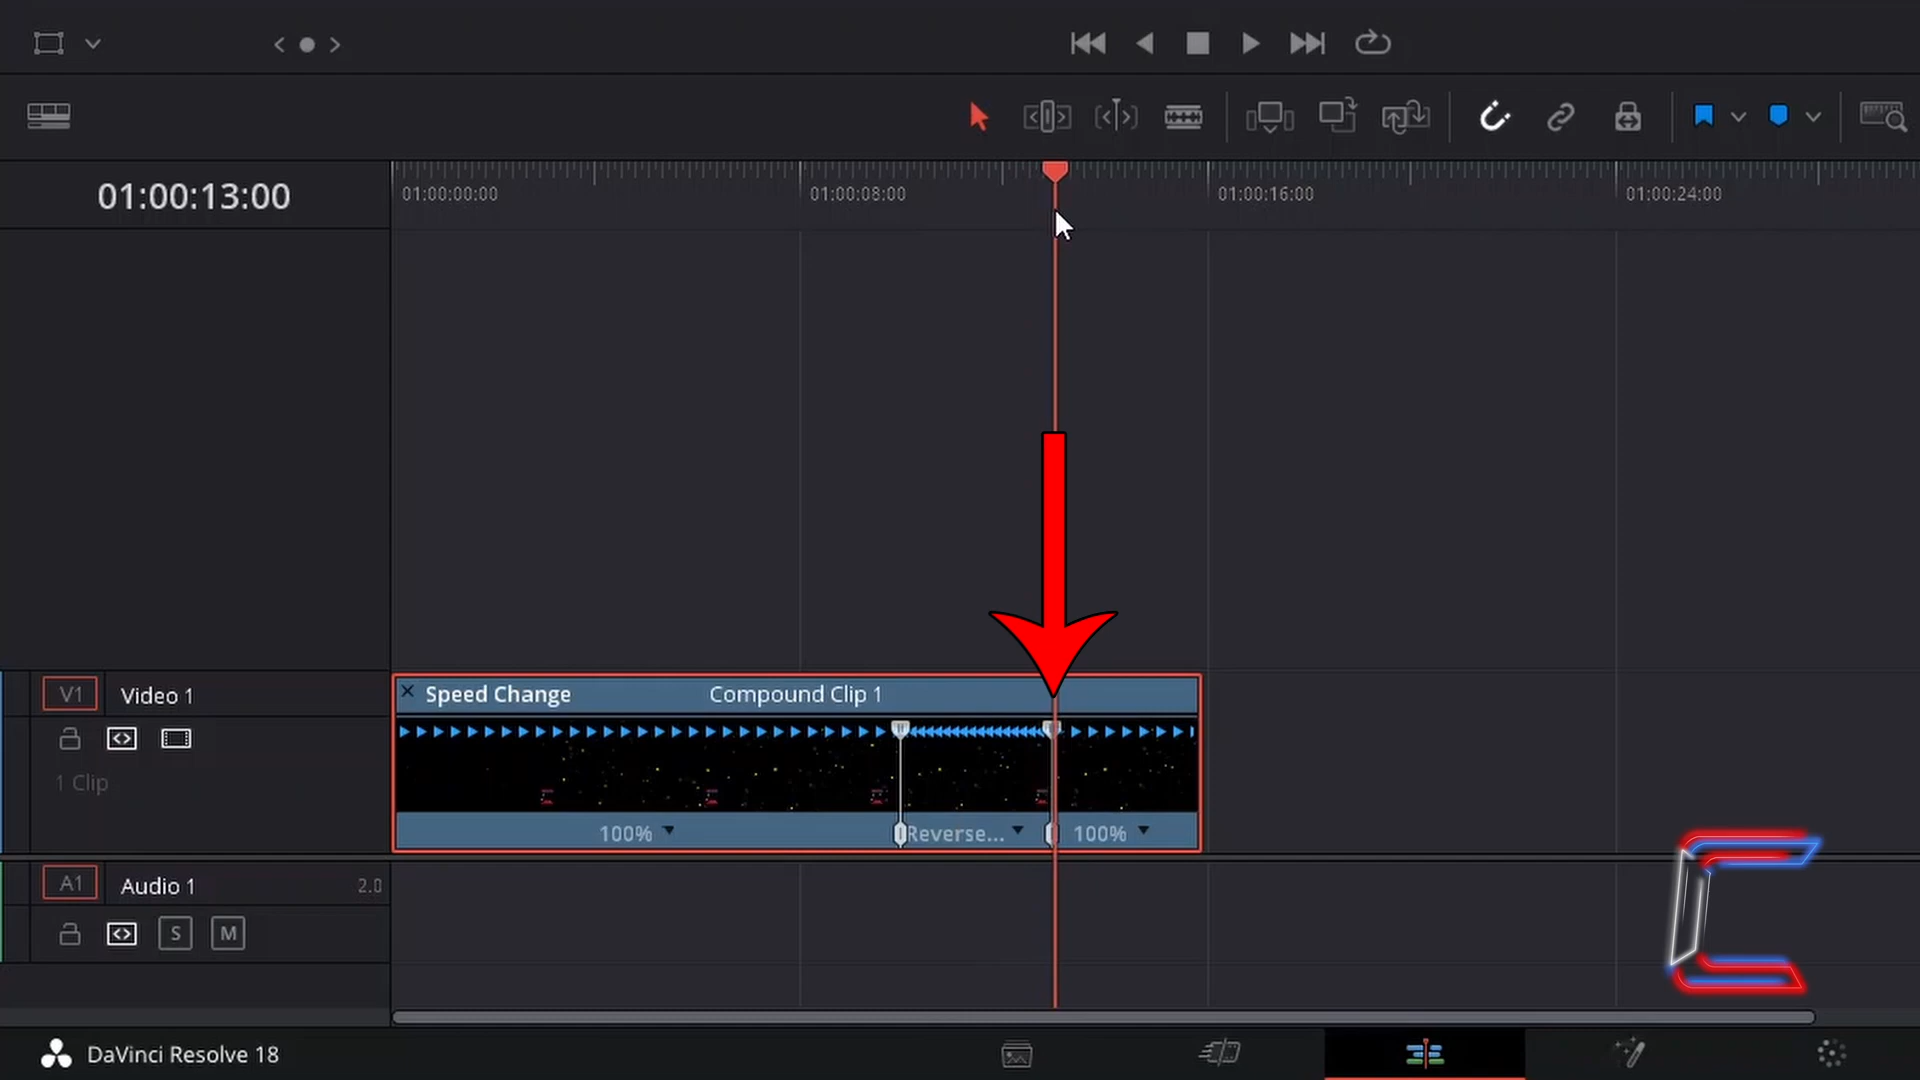 01:00:13:00
01:00:00:00
01:00:08:00
01:00:16:00
01:00:24:00
V1
Video 1
1 Clip
Speed Change
Compound Clip 1
100%
Reverse...
100%
A1
Audio 1
2.0
S
M
DaVinci Resolve 18